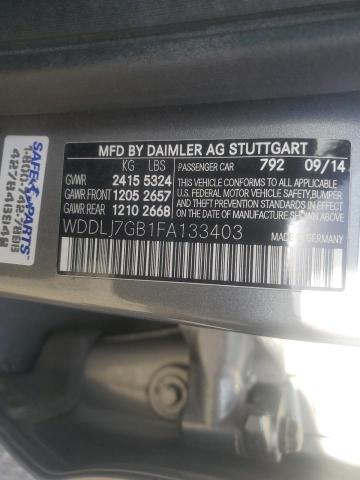 MFD BY DAIMLER AG STUTTGART
KG LBS PASSENGER CAR 792 09/14
GVWR 2415 5324
GAWR FRONT 1205 2657
GAWR REAR 1210 2668
THIS VEHICLE CONFORMS TO ALL APPLICABLE
U.S. FEDERAL MOTOR VEHICLE SAFETY, BUMPER,
AND THEFT PREVENTION STANDARDS IN EFFECT
ON THE DATE OF MANUFACTURE SHOWN ABOVE.
WDDLJ7GB1FA133403
MADE IN GERMANY
SAFE PARTS